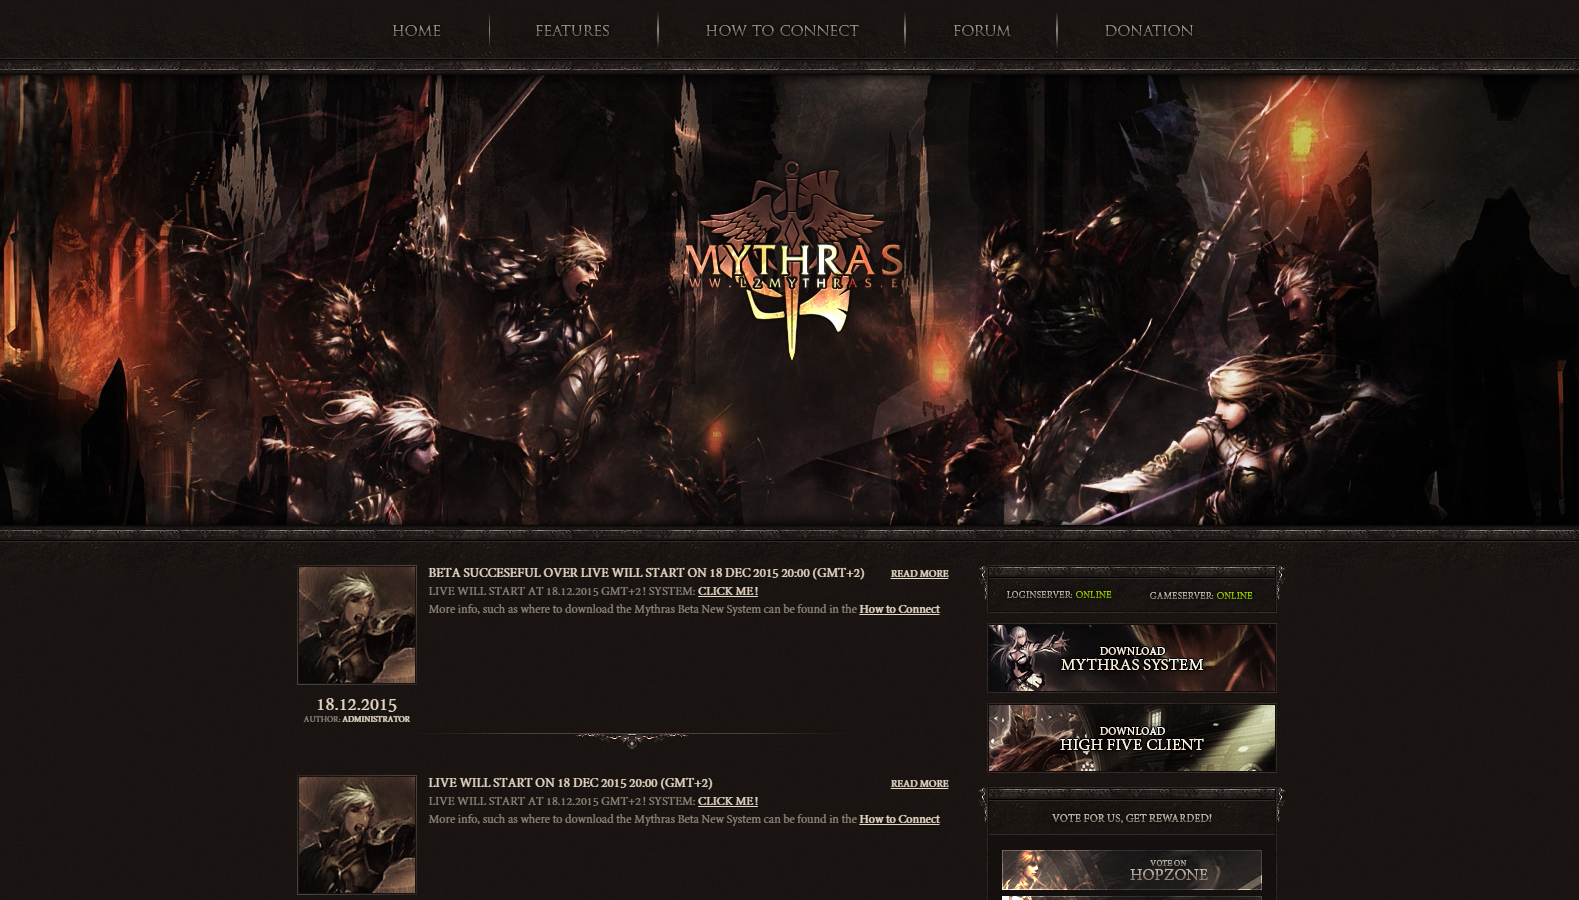 HOME
FEATURES
HOW TO CONNECT
FORUM
DONATION
MYTHRAS
WW.L2MYTHRAS.E
BETA SUCCESEFUL OVER LIVE WILL START ON 18 DEC 2015 20:00 (GMT+2)
READ MORE
LIVE WILL START AT 18.12.2015 GMT+2! SYSTEM: CLICK ME!
More info, such as where to download the Mythras Beta New System can be found in the How to Connect
18.12.2015
AUTHOR: ADMINISTRATOR
LIVE WILL START ON 18 DEC 2015 20:00 (GMT+2)
READ MORE
LIVE WILL START AT 18.12.2015 GMT+2! SYSTEM: CLICK ME!
More info, such as where to download the Mythras Beta New System can be found in the How to Connect
LOGINSERVER: ONLINE
GAMESERVER: ONLINE
DOWNLOAD
MYTHRAS SYSTEM
DOWNLOAD
HIGH FIVE CLIENT
VOTE FOR US, GET REWARDED!
VOTE ON
HOPZONE